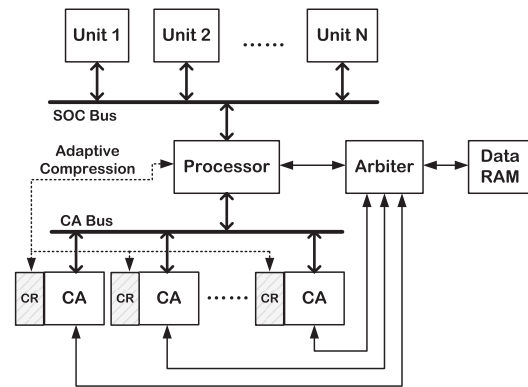 Unit 1 Unit 2 ...... Unit N
SOC Bus
Adaptive
Compression
Processor
Arbiter
Data
RAM
CA Bus
CR CA CR CA ...... CR CA